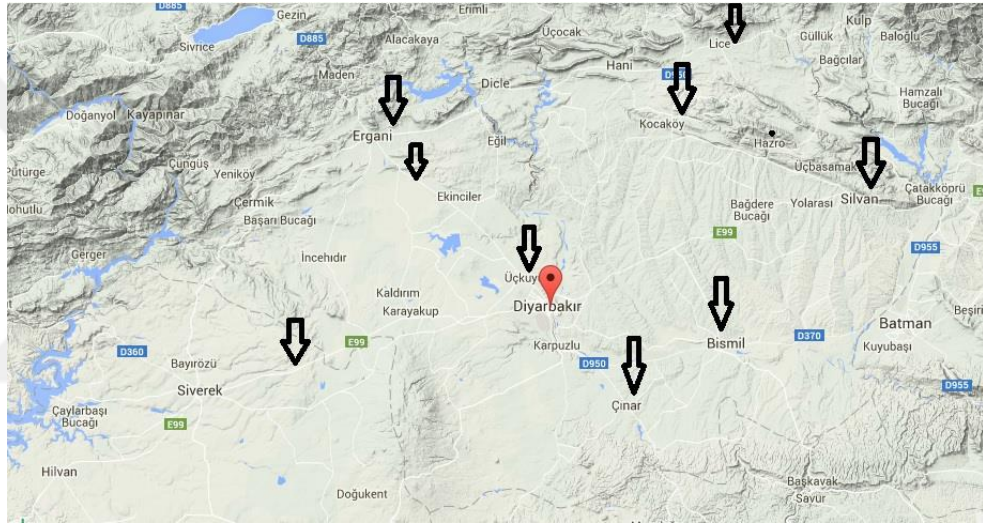 D885
Gezin
Erimli
Kulp
D885
Alacakaya
Uçocak
Lice
Güllük
Baloğlu
Sivrice
Hani
Bağcılar
Maden
Dicle
D950
Hamzalı
Bucağı
Doğanyol
Kayapınar
Kocaköy
Ergani
Eğil
Hazro
Pütürge
Çüngüş
Yeniköy
Üçbasamak
Ekinciler
Silvan
Çatakköprü
Bucağı
Çermik
Bağdere
Bucağı
Yolarası
Başarı Bucağı
E99
D955
Gerger
İncehıdır
Üçkuyu
Kaldırım
Diyarbakır
Karayakup
Batman
Beşiri
E99
Karpuzlu
Bismil
D370
Kuyubaşı
D360
Bayırözü
D950
Siverek
D955
Çaylarbaşı
Bucağı
Çınar
E99
Hilvan
Doğukent
Başkavak
Savur